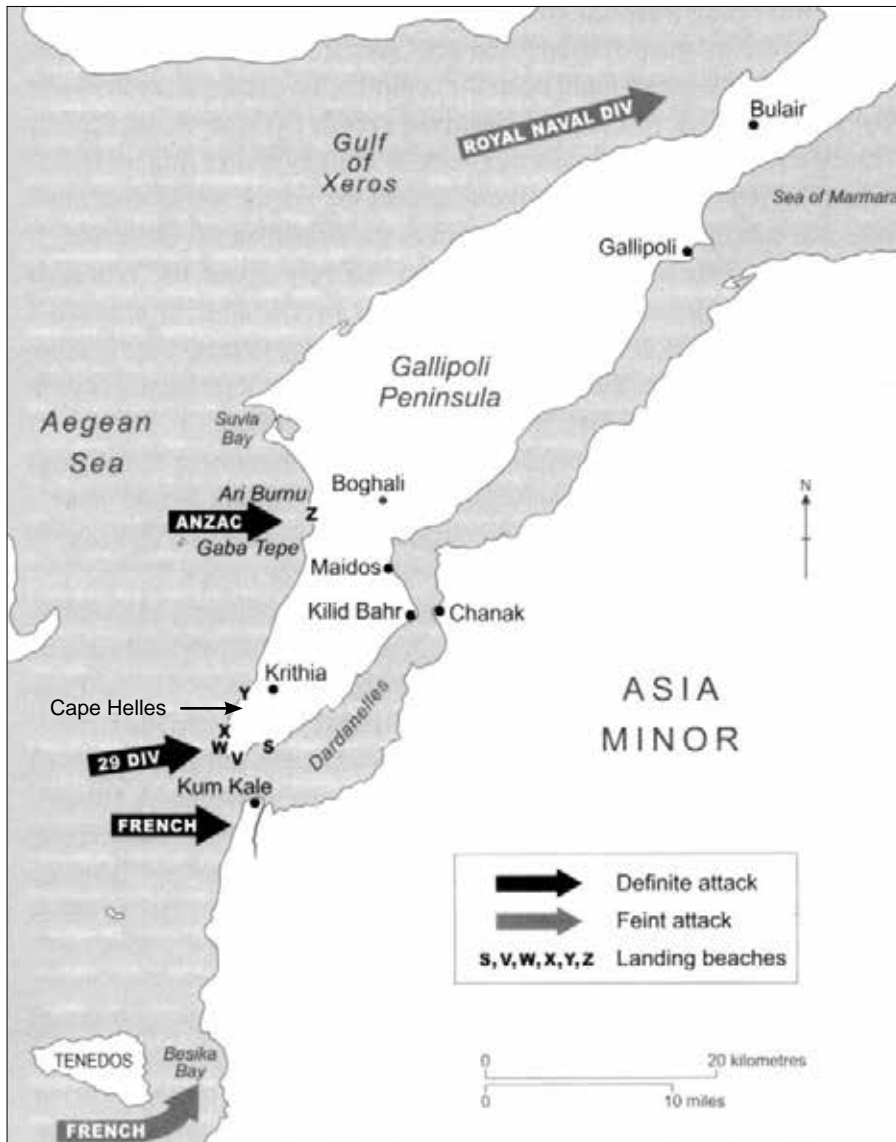 ROYAL NAVAL DIV
Bulair
Gulf
of
Xeros
Sea of Marmara
Gallipoli
Gallipoli
Peninsula
Aegean
Sea
Suvla
Bay
Boghali
Ari Burnu
Z
N
ANZAC
Gaba Tepe
Maidos
Kilid Bahr
Chanak
Krithia
Y
ASIA
MINOR
Cape Helles
Dardanelles
X
W
S
V
29 DIV
Kum Kale
FRENCH
Definite attack
Feint attack
S, V, W, X, Y, Z Landing beaches
TENEDOS
Besika
Bay
0 20 kilometres
0 10 miles
FRENCH